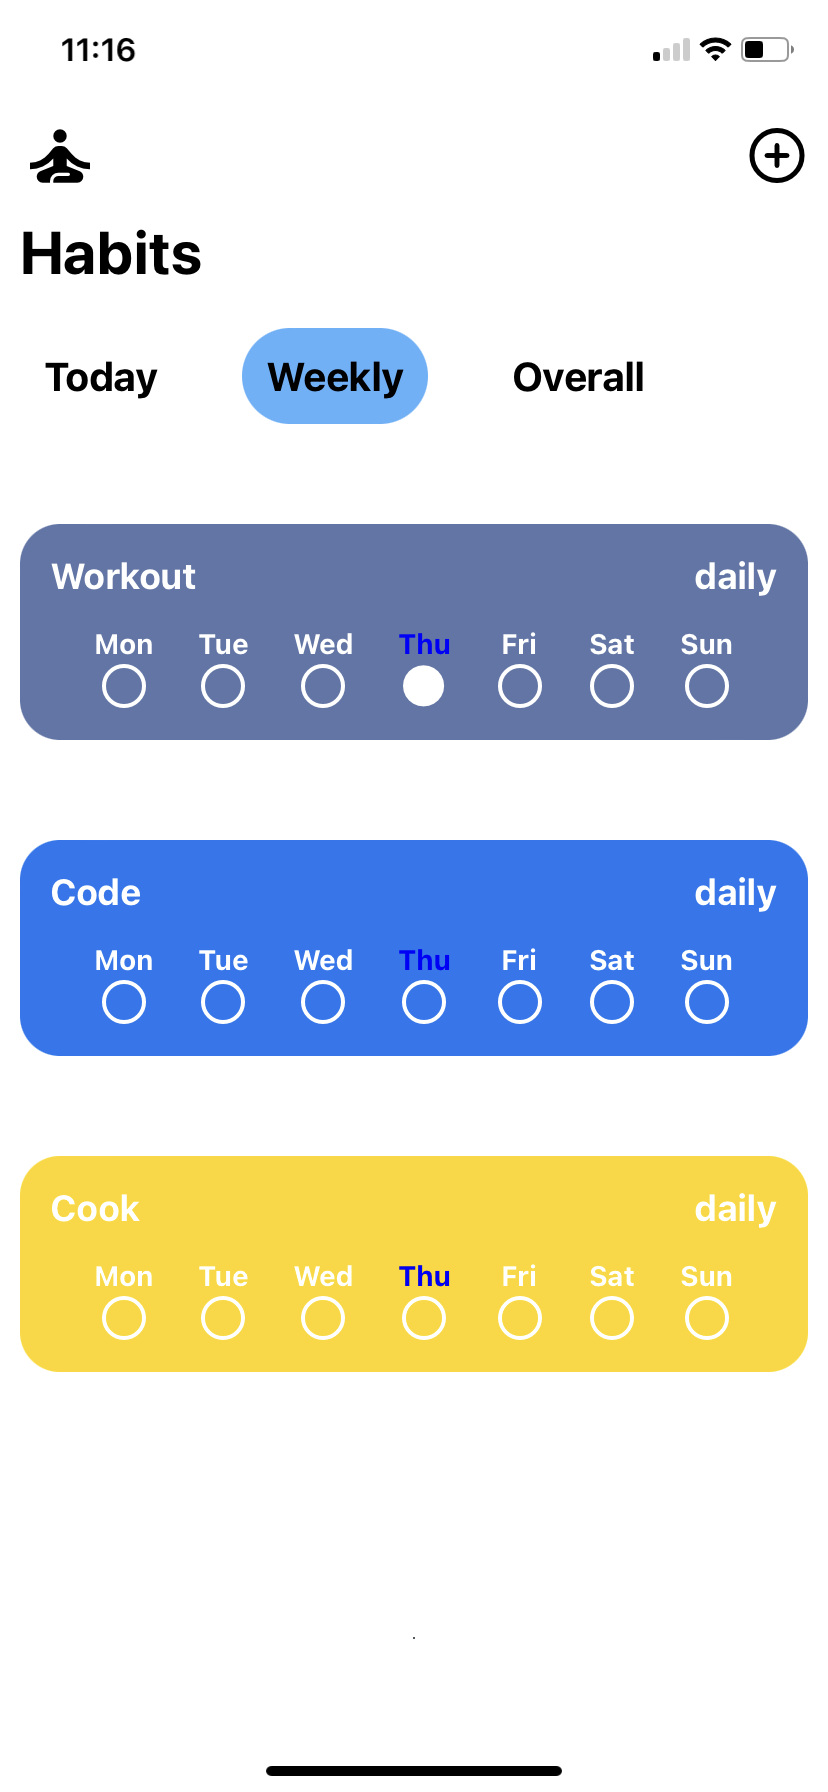 11:16
Habits
Today Weekly Overall
Workout daily
Mon Tue Wed Thu Fri Sat Sun
Code daily
Mon Tue Wed Thu Fri Sat Sun
Cook daily
Mon Tue Wed Thu Fri Sat Sun